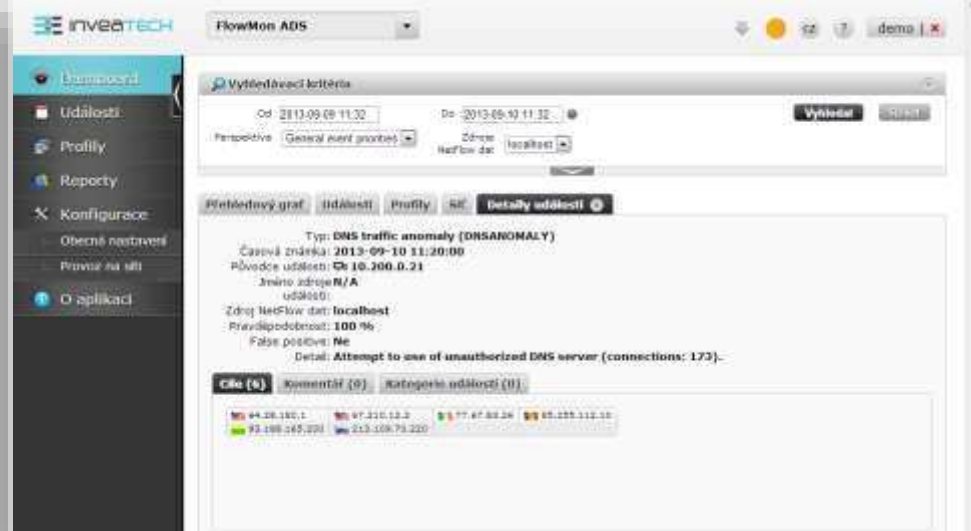 INVEATECH
FlowMon ADS
cz ? demo | ×
Dashboard
Události
Profily
Reporty
Konfigurace
Obecná nastavení
Provoz na síti
O aplikaci
Vyhledávací kritéria
Od 2013-09-09 11:32 Do 2013-09-10 11:32 Vyhledat
Perspektiva General event priorities Zdroje NetFlow dat localhost
Přehledový graf Události Profily Síť Detaily události
Typ: DNS traffic anomaly (DNSANOMALY)
Časová známka: 2013-09-10 11:20:00
Původce události: 10.200.0.21
Jméno zdroje události: N/A
Zdroj NetFlow dat: localhost
Pravděpodobnost: 100 %
False positive: Ne
Detail: Attempt to use of unauthorized DNS server (connections: 173).
Cíle (6) Komentář (0) Kategorie událostí (0)